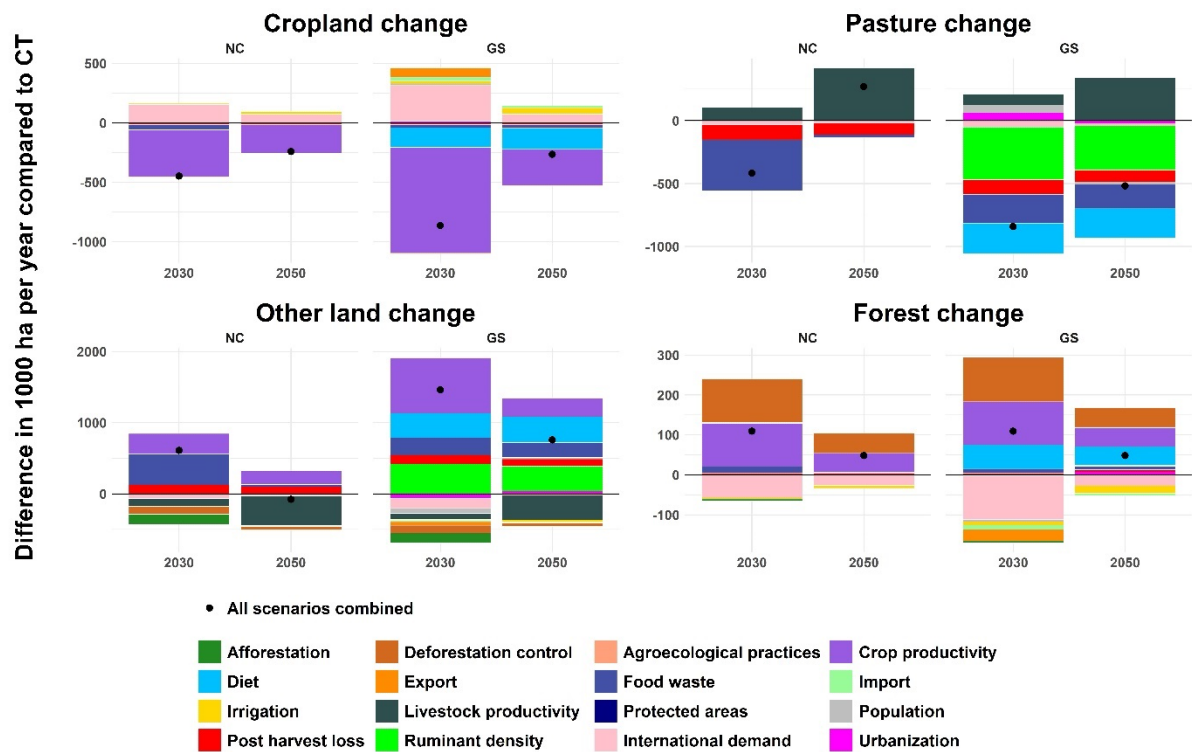 Cropland change
Pasture change
NC
GS
NC
GS
500
0
-500
-1000
0
-500
-1000
2030
2050
2030
2050
2030
2050
2030
2050
Other land change
Forest change
NC
GS
NC
GS
2000
1000
0
300
200
100
0
-100
2030
2050
2030
2050
2030
2050
2030
2050
Difference in 1000 ha per year compared to CT
All scenarios combined
Afforestation
Deforestation control
Agroecological practices
Crop productivity
Diet
Export
Food waste
Import
Irrigation
Livestock productivity
Protected areas
Population
Post harvest loss
Ruminant density
International demand
Urbanization